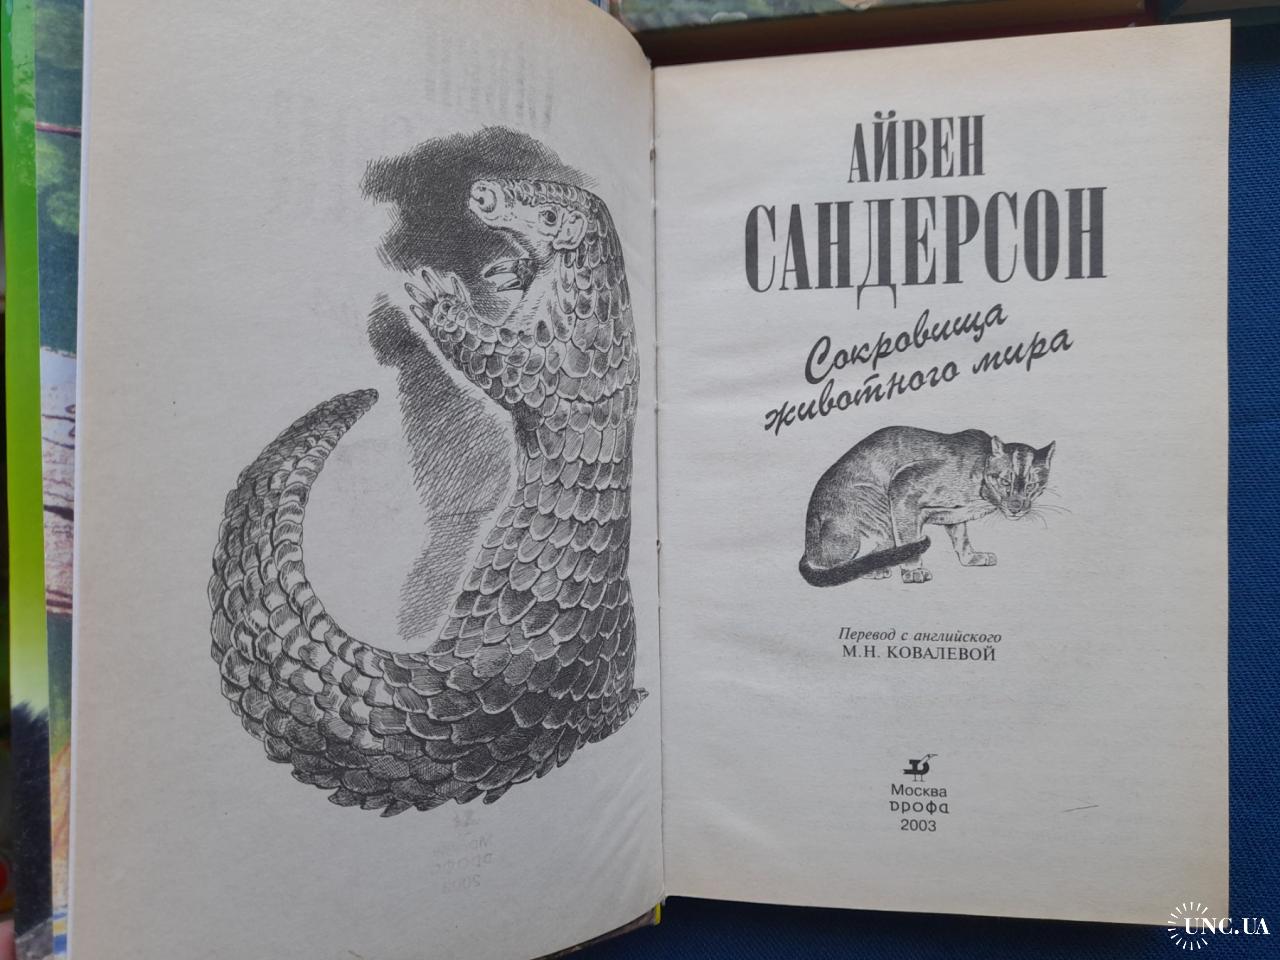 АЙВЕН
САНДЕРСОН
Сокровища
животного мира
Перевод с английского
М.Н. КОВАЛЕВОЙ
Москва
дрофа
2003
UNC.UA